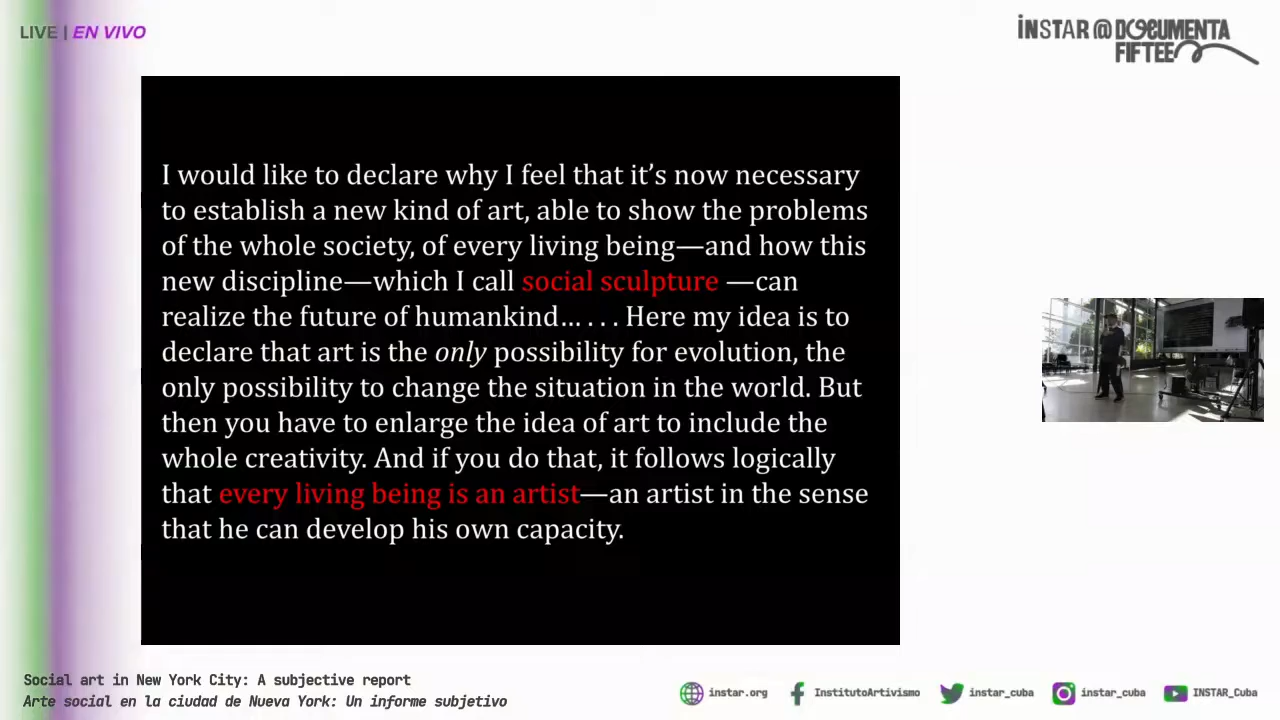 LIVE | EN VIVO
INSTAR @ DOCUMENTA
FIFTEEN
I would like to declare why I feel that it’s now necessary
to establish a new kind of art, able to show the problems
of the whole society, of every living being—and how this
new discipline—which I call social sculpture —can
realize the future of humankind… . . . Here my idea is to
declare that art is the only possibility for evolution, the
only possibility to change the situation in the world. But
then you have to enlarge the idea of art to include the
whole creativity. And if you do that, it follows logically
that every living being is an artist—an artist in the sense
that he can develop his own capacity.
Social art in New York City: A subjective report
Arte social en la ciudad de Nueva York: Un informe subjetivo
instar.org
InstitutoArtivismo
instar_cuba
instar_cuba
INSTAR_Cuba